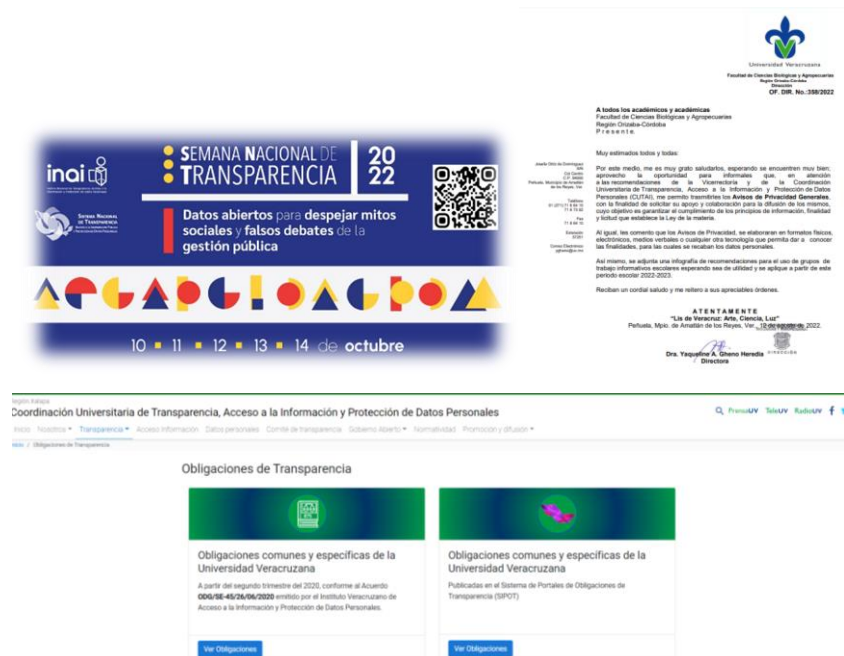 inai
SISTEMA NACIONAL
DE TRANSPARENCIA
SEMANA NACIONAL DE
TRANSPARENCIA
20
22
Datos abiertos para despejar mitos
sociales y falsos debates de la
gestión pública
10 11 12 13 14 de octubre
Universidad Veracruzana
Facultad de Ciencias Biológicas y Agropecuarias
Región Orizaba-Córdoba
Dirección
OF. DIR. No.:358/2022
A todos los académicos y académicas
Facultad de Ciencias Biológicas y Agropecuarias
Región Orizaba-Córdoba
P r e s e n t e
Muy estimados todos y todas:
Por este medio, me es muy grato saludarlos, esperando se encuentren muy bien;
aprovecho la oportunidad para informales que, en atención
a las recomendaciones de la Vicerrectoría y de la Coordinación
Universitaria de Transparencia, Acceso a la Información y Protección de Datos
Personales (CUTAI), me permito trasmitirles los Avisos de Privacidad Generales,
con la finalidad de solicitar su apoyo y colaboración para la difusión de los mismos,
cuyo objetivo es garantizar el cumplimiento de los principios de información, finalidad
y licitud que establece la Ley de la materia.
Al igual, les comento que los Avisos de Privacidad, se elaboraran en formatos físicos,
electrónicos, medios verbales o cualquier otra tecnología que permita dar a conocer
las finalidades, para las cuales se recaban los datos personales.
Así mismo, se adjunta una infografía de recomendaciones para el uso de grupos de
trabajo informativos escolares esperando sea de utilidad y se aplique a partir de este
periodo escolar 2022-2023.
Reciban un cordial saludo y me reitero a sus apreciables órdenes.
A T E N T A M E N T E
"Lis de Veracruz: Arte, Ciencia, Luz"
Peñuela, Mpio. de Amatlán de los Reyes, Ver., 12 de agosto de 2022.
Dra. Yaqueline A. Gheno Heredia
Directora
Región Xalapa
Coordinación Universitaria de Transparencia, Acceso a la Información y Protección de Datos Personales
PrensaUV TeleUV RadioUV
Inicio Nosotros Transparencia Acceso Información Datos personales Comité de transparencia Gobierno Abierto Normatividad Promoción y difusión
Inicio / Obligaciones de Transparencia
Obligaciones de Transparencia
Obligaciones comunes y específicas de la
Universidad Veracruzana
A partir del segundo trimestre del 2020, conforme al Acuerdo
ODG/SE-45/26/06/2020 emitido por el Instituto Veracruzano de
Acceso a la Información y Protección de Datos Personales.
Ver Obligaciones
Obligaciones comunes y específicas de la
Universidad Veracruzana
Publicadas en el Sistema de Portales de Obligaciones de
Transparencia (SIPOT)
Ver Obligaciones